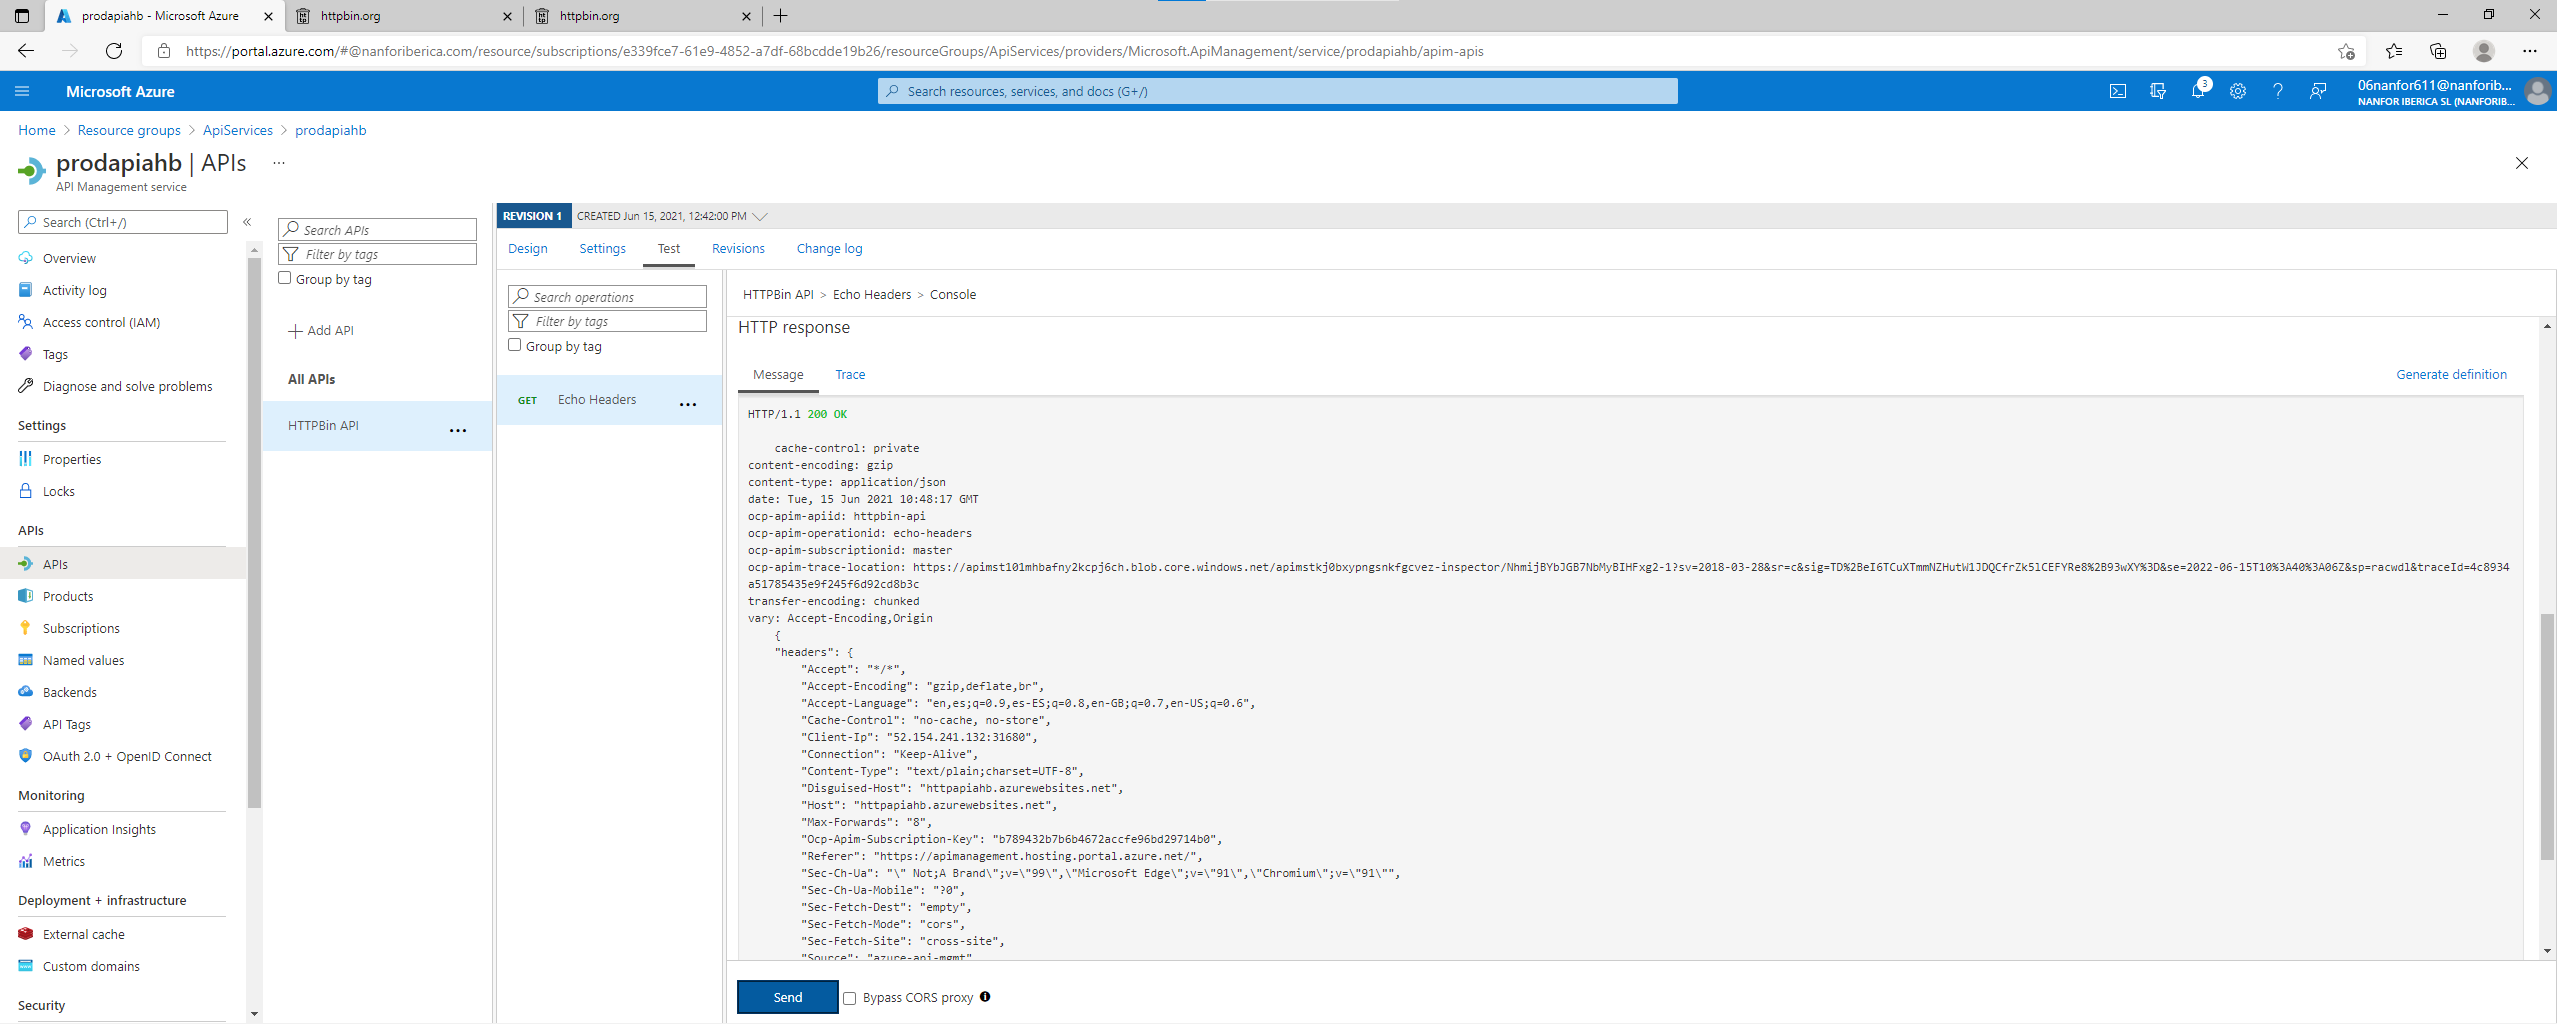 prodapiahb - Microsoft Azure
httpbin.org
httpbin.org
https://portal.azure.com/#@nanforiberica.com/resource/subscriptions/e339fce7-61e9-4852-a7df-68bcdde19b26/resourceGroups/ApiServices/providers/Microsoft.ApiManagement/service/prodapiahb/apim-apis
Microsoft Azure
Search resources, services, and docs (G+/)
3
06nanfor611@nanforib...
NANFOR IBERICA SL (NANFORIB...
Home > Resource groups > ApiServices > prodapiahb
prodapiahb | APIs ...
API Management service
Search (Ctrl+/)
«
Overview
Activity log
Access control (IAM)
Tags
Diagnose and solve problems
Settings
Properties
Locks
APIs
APIs
Products
Subscriptions
Named values
Backends
API Tags
OAuth 2.0 + OpenID Connect
Monitoring
Application Insights
Metrics
Deployment + infrastructure
External cache
Custom domains
Security
Search APIs
Filter by tags
Group by tag
+ Add API
All APIs
HTTPBin API ...
REVISION 1 CREATED Jun 15, 2021, 12:42:00 PM
Design Settings Test Revisions Change log
Search operations
Filter by tags
Group by tag
GET Echo Headers ...
HTTPBin API > Echo Headers > Console
HTTP response
Message Trace
Generate definition
HTTP/1.1 200 OK
cache-control: private
content-encoding: gzip
content-type: application/json
date: Tue, 15 Jun 2021 10:48:17 GMT
ocp-apim-apiid: httpbin-api
ocp-apim-operationid: echo-headers
ocp-apim-subscriptionid: master
ocp-apim-trace-location: https://apimst101mhbafny2kcpj6ch.blob.core.windows.net/apimstkj0bxypngsnkfgcvez-inspector/NhmijBYbJGB7NbMyBIHFxg2-1?sv=2018-03-28&sr=c&sig=TD%2BeI6TCuXTmmNZHutW1JDQCfrZk5lCEFYRe8%2B93wXY%3D&se=2022-06-15T10%3A40%3A06Z&sp=racwdl&traceId=4c8934
a51785435e9f245f6d92cd8b3c
transfer-encoding: chunked
vary: Accept-Encoding,Origin
{
"headers": {
"Accept": "*/*",
"Accept-Encoding": "gzip,deflate,br",
"Accept-Language": "en,es;q=0.9,es-ES;q=0.8,en-GB;q=0.7,en-US;q=0.6",
"Cache-Control": "no-cache, no-store",
"Client-Ip": "52.154.241.132:31680",
"Connection": "Keep-Alive",
"Content-Type": "text/plain;charset=UTF-8",
"Disguised-Host": "httpapiahb.azurewebsites.net",
"Host": "httpapiahb.azurewebsites.net",
"Max-Forwards": "8",
"Ocp-Apim-Subscription-Key": "b789432b7b6b4672accfe96bd29714b0",
"Referer": "https://apimanagement.hosting.portal.azure.net/",
"Sec-Ch-Ua": "\" Not;A Brand\";v=\"99\",\"Microsoft Edge\";v=\"91\",\"Chromium\";v=\"91\"",
"Sec-Ch-Ua-Mobile": "?0",
"Sec-Fetch-Dest": "empty",
"Sec-Fetch-Mode": "cors",
"Sec-Fetch-Site": "cross-site",
"Source": "azure-api-mgmt"
Send
Bypass CORS proxy